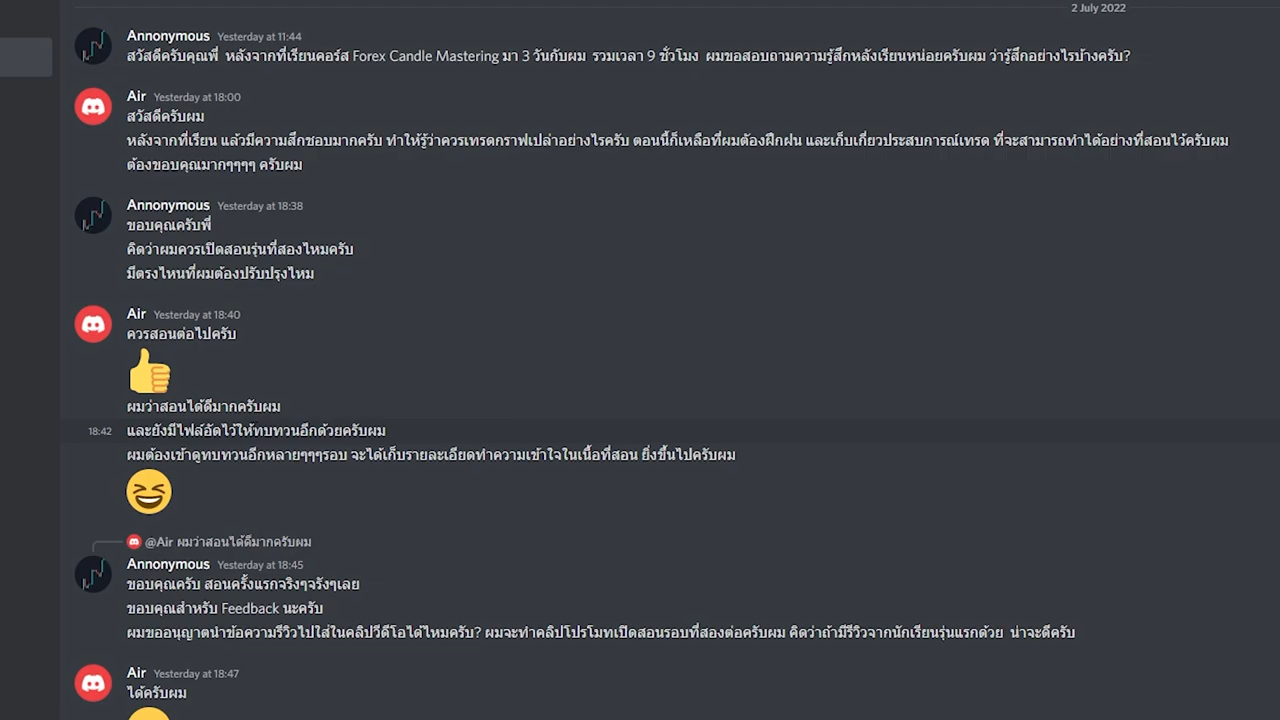 2 July 2022
Annonymous Yesterday at 11:44
สวัสดีครับคุณพี่ หลังจากที่เรียนคอร์ส Forex Candle Mastering มา 3 วันกับผม รวมเวลา 9 ชั่วโมง ผมขอสอบถามความรู้สึกหลังเรียนหน่อยครับผม ว่ารู้สึกอย่างไรบ้างครับ?
Air Yesterday at 18:00
สวัสดีครับผม
หลังจากที่เรียน แล้วมีความสึกชอบมากครับ ทำให้รู้ว่าควรเทรดกราฟเปล่าอย่างไรครับ ตอนนี้ก็เหลือที่ผมต้องฝึกฝน และเก็บเกี่ยวประสบการณ์เทรด ที่จะสามารถทำได้อย่างที่สอนไว้ครับผม
ต้องขอบคุณมากๆๆๆๆ ครับผม
Annonymous Yesterday at 18:38
ขอบคุณครับพี่
คิดว่าผมควรเปิดสอนรุ่นที่สองไหมครับ
มีตรงไหนที่ผมต้องปรับปรุงไหม
Air Yesterday at 18:40
ควรสอนต่อไปครับ
ผมว่าสอนได้ดีมากครับผม
18:42 และยังมีไฟล์อัดไว้ให้ทบทวนอีกด้วยครับผม
ผมต้องเข้าดูทบทวนอีกหลายๆๆๆรอบ จะได้เก็บรายละเอียดทำความเข้าใจในเนื้อที่สอน ยิ่งขึ้นไปครับผม
@Air ผมว่าสอนได้ดีมากครับผม
Annonymous Yesterday at 18:45
ขอบคุณครับ สอนครั้งแรกจริงๆจรังๆเลย
ขอบคุณสำหรับ Feedback นะครับ
ผมขออนุญาตนำข้อความรีวิวไปใส่ในคลิปวีดีโอได้ไหมครับ? ผมจะทำคลิปโปรโมทเปิดสอนรอบที่สองต่อครับผม คิดว่าถ้ามีรีวิวจากนักเรียนรุ่นแรกด้วย น่าจะดีครับ
Air Yesterday at 18:47
ได้ครับผม